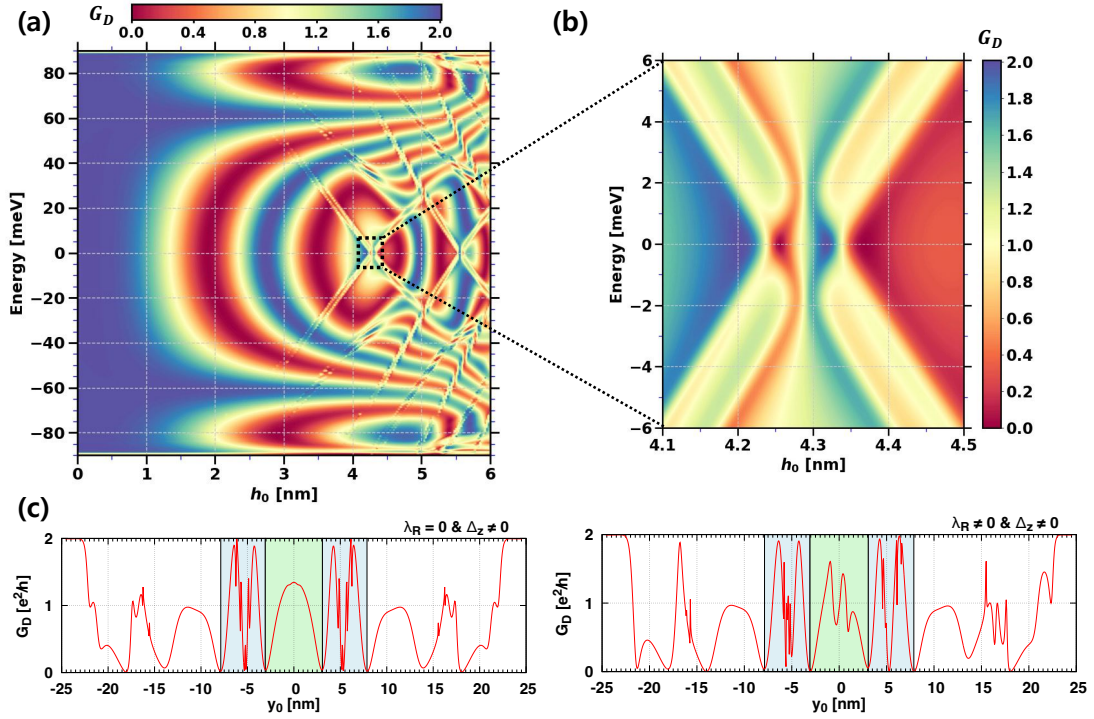 (a)
G_D
0.0 0.4 0.8 1.2 1.6 2.0
Energy [meV]
80
60
40
20
0
−20
−40
−60
−80
0 1 2 3 4 5 6
h₀ [nm]
(b)
G_D
Energy [meV]
6
4
2
0
−2
−4
−6
4.1 4.2 4.3 4.4 4.5
h₀ [nm]
2.0
1.8
1.6
1.4
1.2
1.0
0.8
0.6
0.4
0.2
0.0
(c)
λ_R = 0 & Δ_z ≠ 0
G_D [e²/h]
2
1
0
-25 -20 -15 -10 -5 0 5 10 15 20 25
y₀ [nm]
λ_R ≠ 0 & Δ_z ≠ 0
G_D [e²/h]
2
1
0
-25 -20 -15 -10 -5 0 5 10 15 20 25
y₀ [nm]